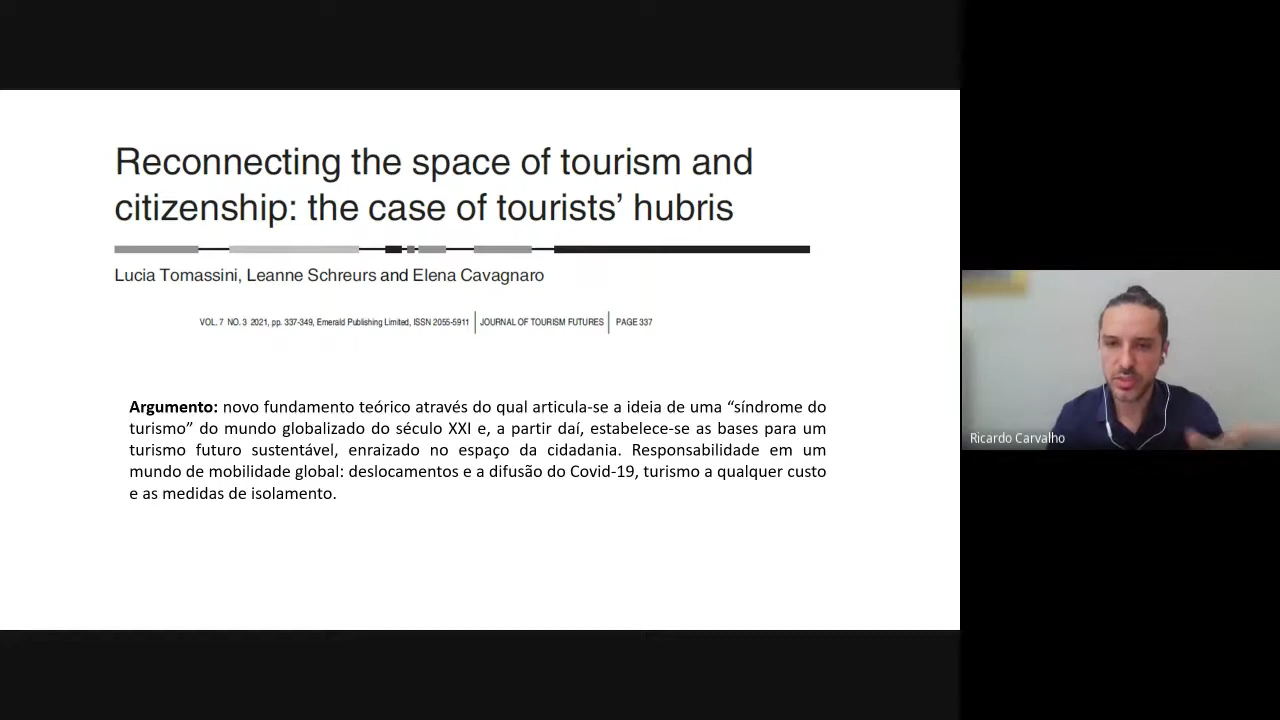 Reconnecting the space of tourism and
citizenship: the case of tourists’ hubris
Lucia Tomassini, Leanne Schreurs and Elena Cavagnaro
VOL. 7 NO. 3 2021, pp. 337-349, Emerald Publishing Limited, ISSN 2055-5911 | JOURNAL OF TOURISM FUTURES | PAGE 337
Argumento: novo fundamento teórico através do qual articula-se a ideia de uma “síndrome do
turismo” do mundo globalizado do século XXI e, a partir daí, estabelece-se as bases para um
turismo futuro sustentável, enraizado no espaço da cidadania. Responsabilidade em um
mundo de mobilidade global: deslocamentos e a difusão do Covid-19, turismo a qualquer custo
e as medidas de isolamento.
Ricardo Carvalho